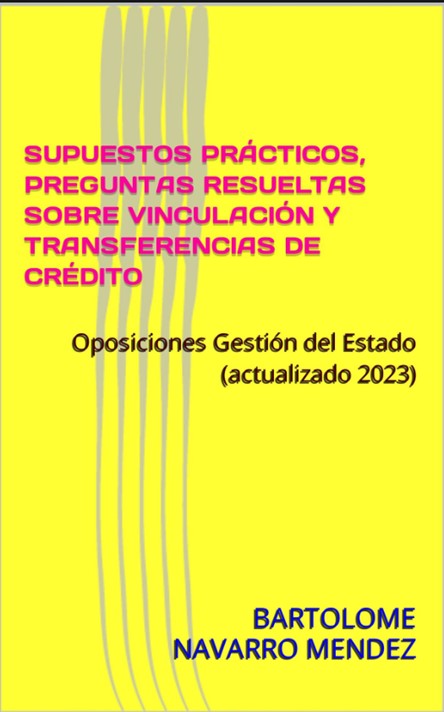 SUPUESTOS PRÁCTICOS,
PREGUNTAS RESUELTAS
SOBRE VINCULACIÓN Y
TRANSFERENCIAS DE
CRÉDITO
Oposiciones Gestión del Estado
(actualizado 2023)
BARTOLOME
NAVARRO MENDEZ